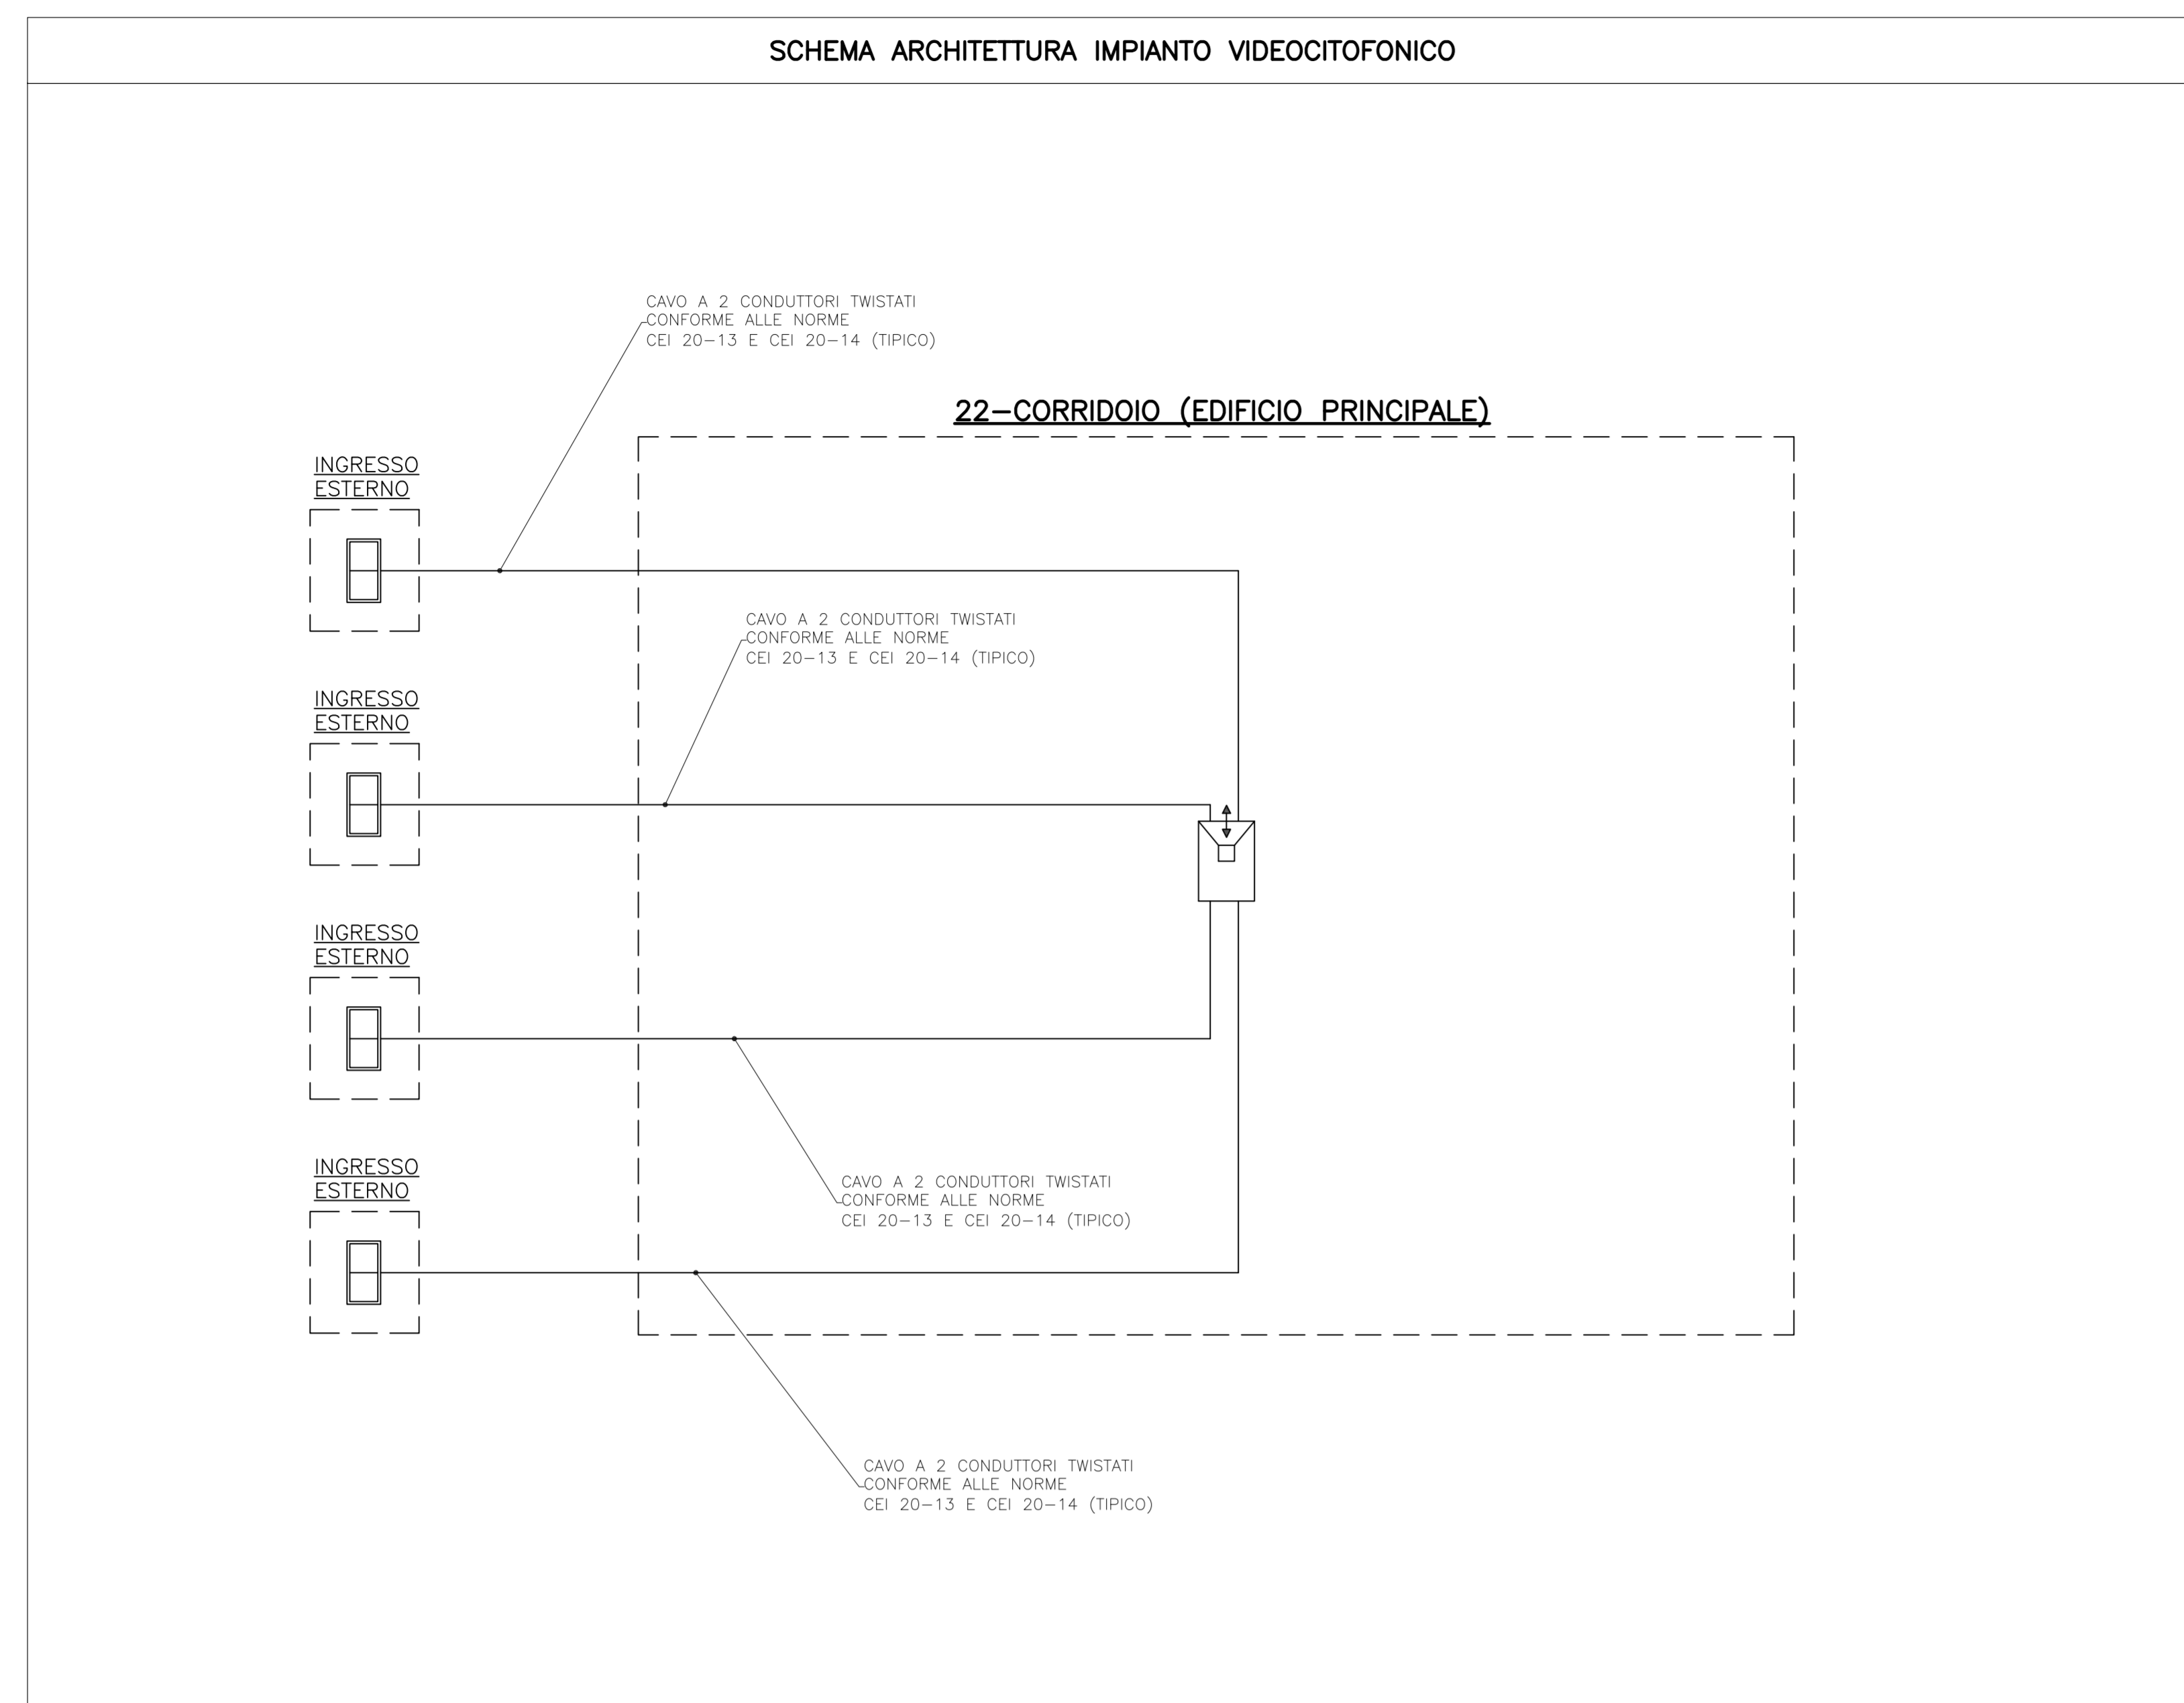 SCHEMA ARCHITETTURA IMPIANTO VIDEOCITOFONICO
CAVO A 2 CONDUTTORI TWISTATI
CONFORME ALLE NORME
CEI 20-13 E CEI 20-14 (TIPICO)
22-CORRIDOIO (EDIFICIO PRINCIPALE)
INGRESSO
ESTERNO
CAVO A 2 CONDUTTORI TWISTATI
CONFORME ALLE NORME
CEI 20-13 E CEI 20-14 (TIPICO)
INGRESSO
ESTERNO
INGRESSO
ESTERNO
INGRESSO
ESTERNO
CAVO A 2 CONDUTTORI TWISTATI
CONFORME ALLE NORME
CEI 20-13 E CEI 20-14 (TIPICO)
CAVO A 2 CONDUTTORI TWISTATI
CONFORME ALLE NORME
CEI 20-13 E CEI 20-14 (TIPICO)